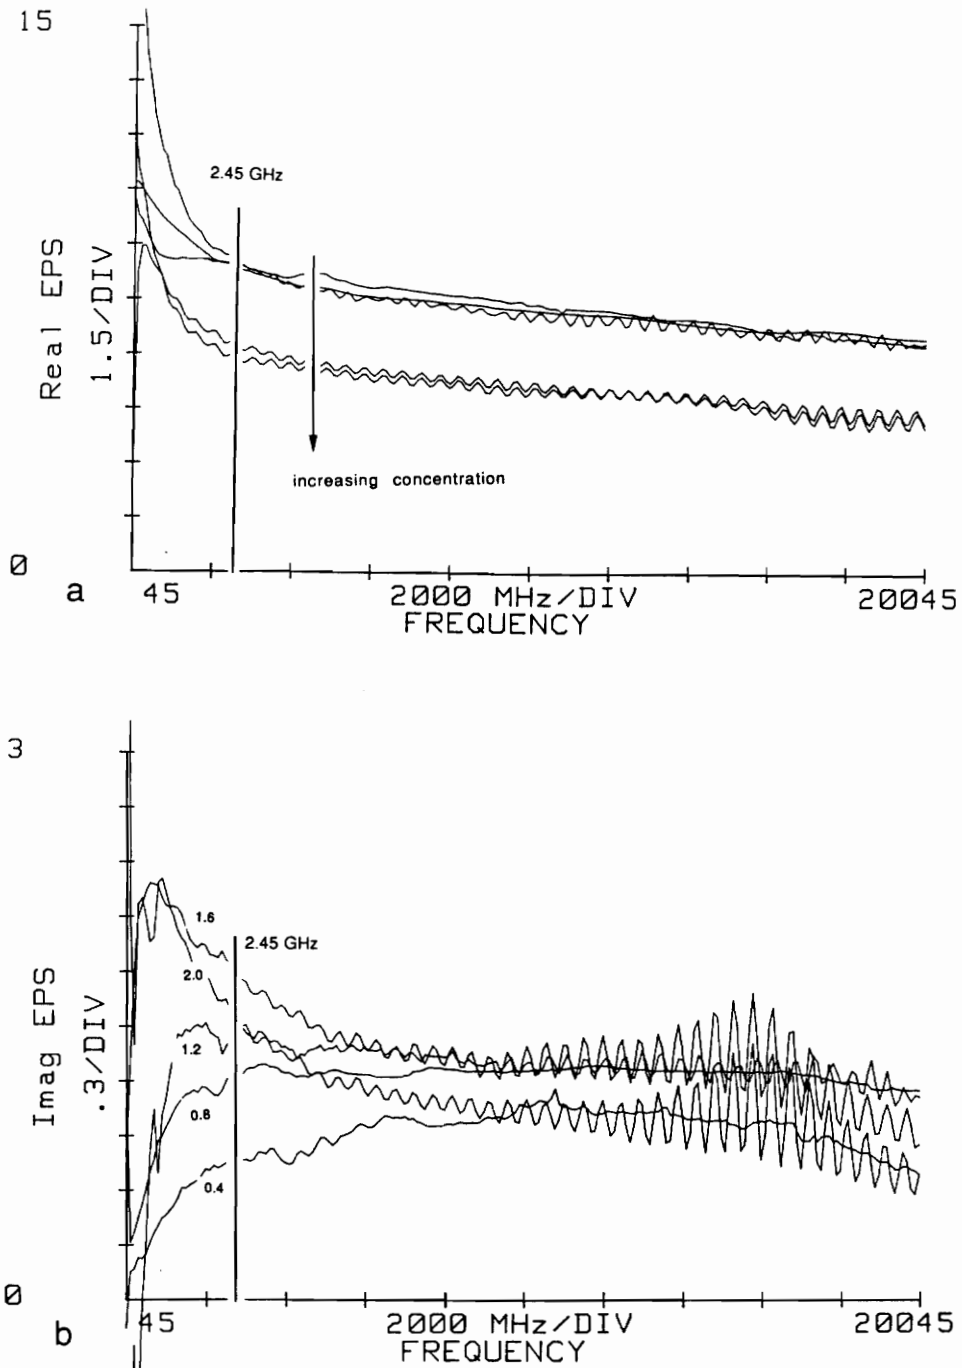 15
2.45 GHz
Real EPS
1.5/DIV
increasing concentration
0
a
45
2000 MHz/DIV
20045
FREQUENCY
3
1.6
2.45 GHz
2.0
Imag EPS
.3/DIV
1.2
0.8
0.4
0
b
45
2000 MHz/DIV
20045
FREQUENCY